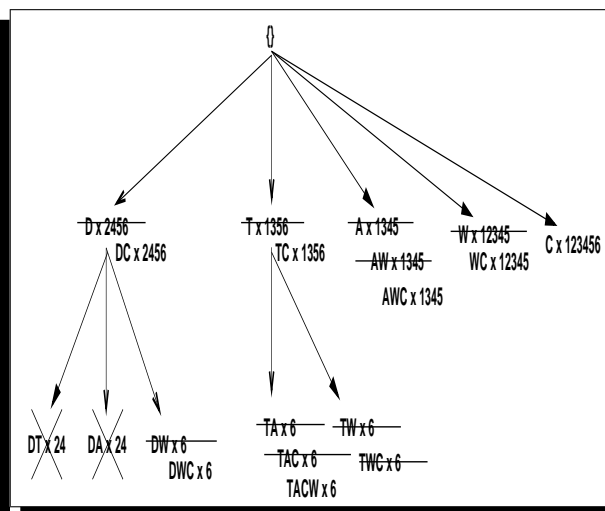 {}
D x 2456
T x 1356
A x 1345
W x 12345
C x 123456
DC x 2456
TC x 1356
AW x 1345
WC x 12345
AWC x 1345
DT x 24
DA x 24
DW x 6
TA x 6
TW x 6
DWC x 6
TAC x 6
TWC x 6
TACW x 6